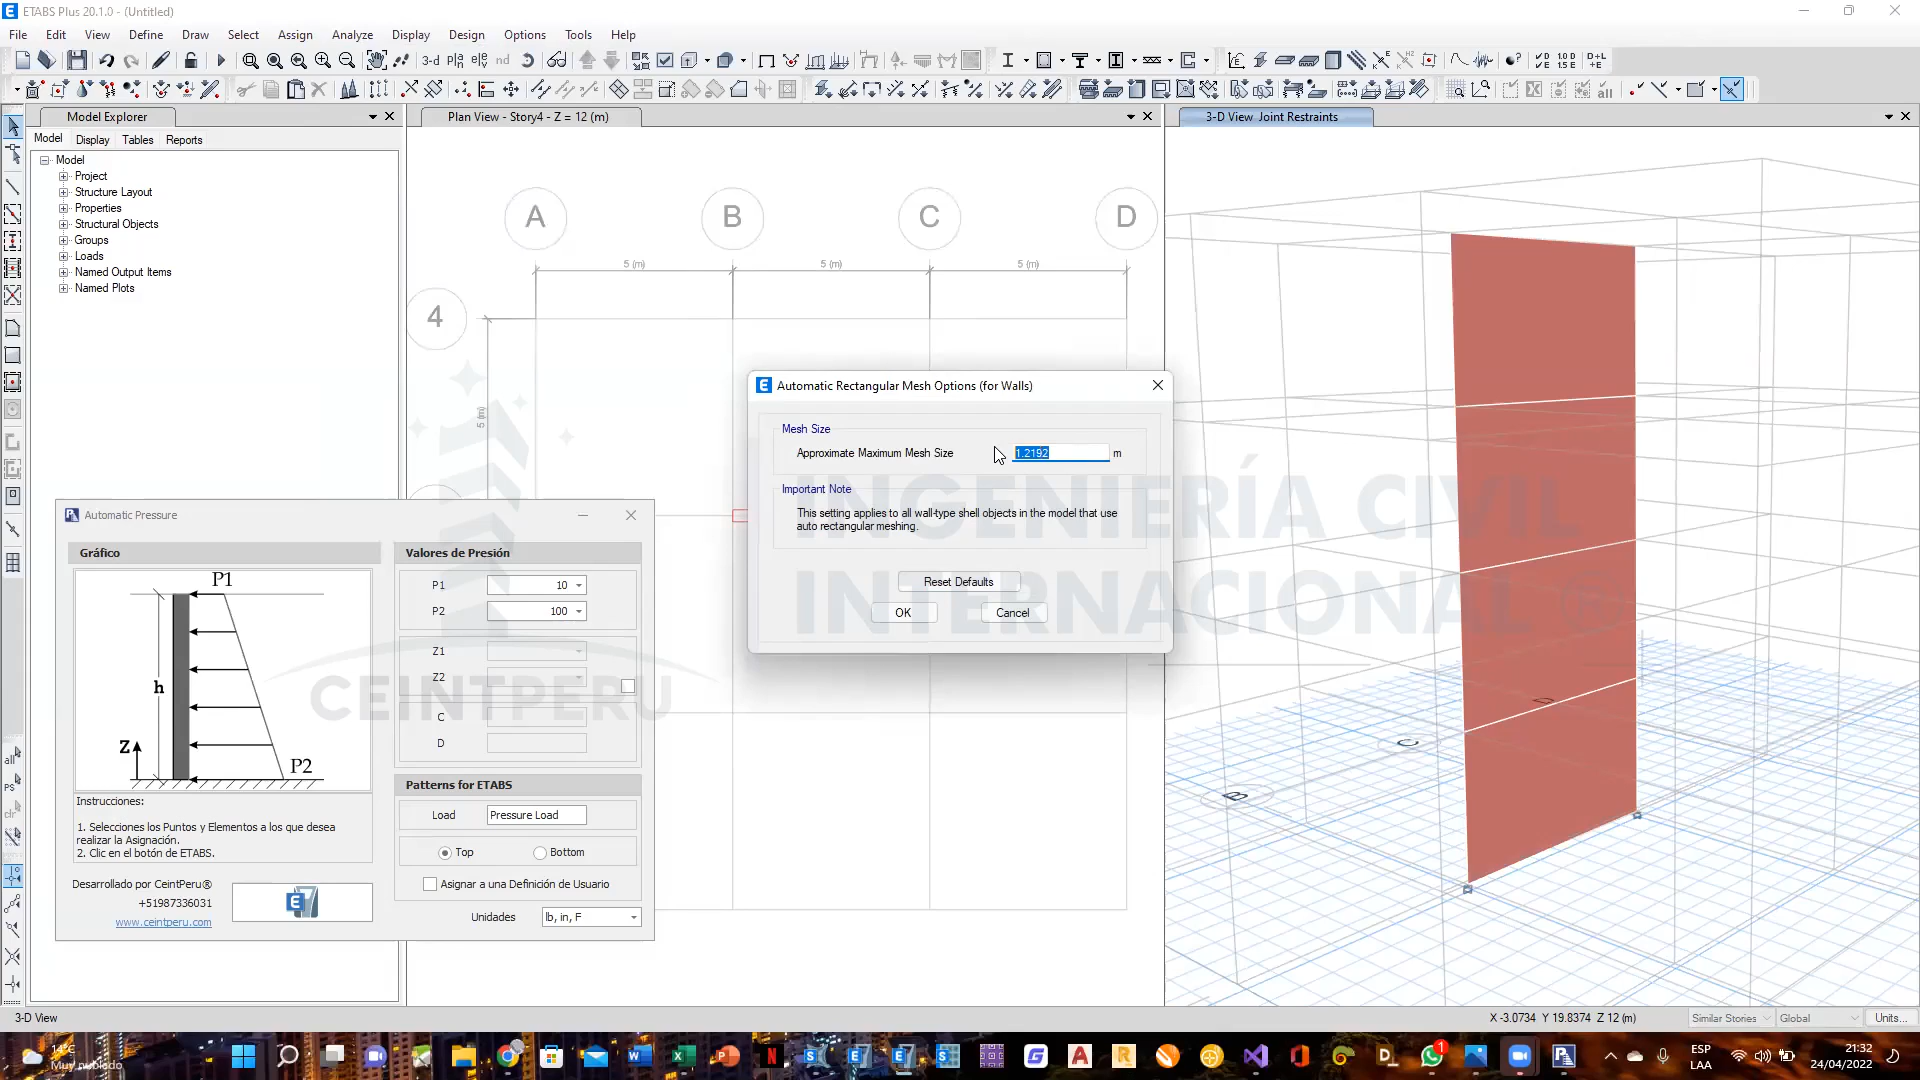 ETABS Plus 20.1.0 - (Untitled)
File Edit View Define Draw Select Assign Analyze Display Design Options Tools Help
Model Explorer
Model Display Tables Reports
Model
Project
Structure Layout
Properties
Structural Objects
Groups
Loads
Named Output Items
Named Plots
Plan View - Story4 - Z = 12 (m)
A B C D
5 (m) 5 (m) 5 (m)
4
5 (m)
3-D View Joint Restraints
B
C
D
Automatic Rectangular Mesh Options (for Walls)
Mesh Size
Approximate Maximum Mesh Size 1.2192 m
Important Note
This setting applies to all wall-type shell objects in the model that use
auto rectangular meshing.
Reset Defaults
OK Cancel
INGENIERÍA CIVIL
INTERNACIONAL ®
CEINTPERU
Automatic Pressure
Gráfico
P1
h
Z
P2
Instrucciones:
1. Selecciones los Puntos y Elementos a los que desea
realizar la Asignación.
2. Clic en el botón de ETABS.
Desarrollado por CeintPeru®
+51987336031
www.ceintperu.com
Valores de Presión
P1 10
P2 100
Z1
Z2
C
D
Patterns for ETABS
Load Pressure Load
Top Bottom
Asignar a una Definición de Usuario
Unidades lb, in, F
3-D View
X -3.0734 Y 19.8374 Z 12 (m)
Similar Stories Global Units...
14°C
Muy nublado
ESP
LAA
21:32
24/04/2022